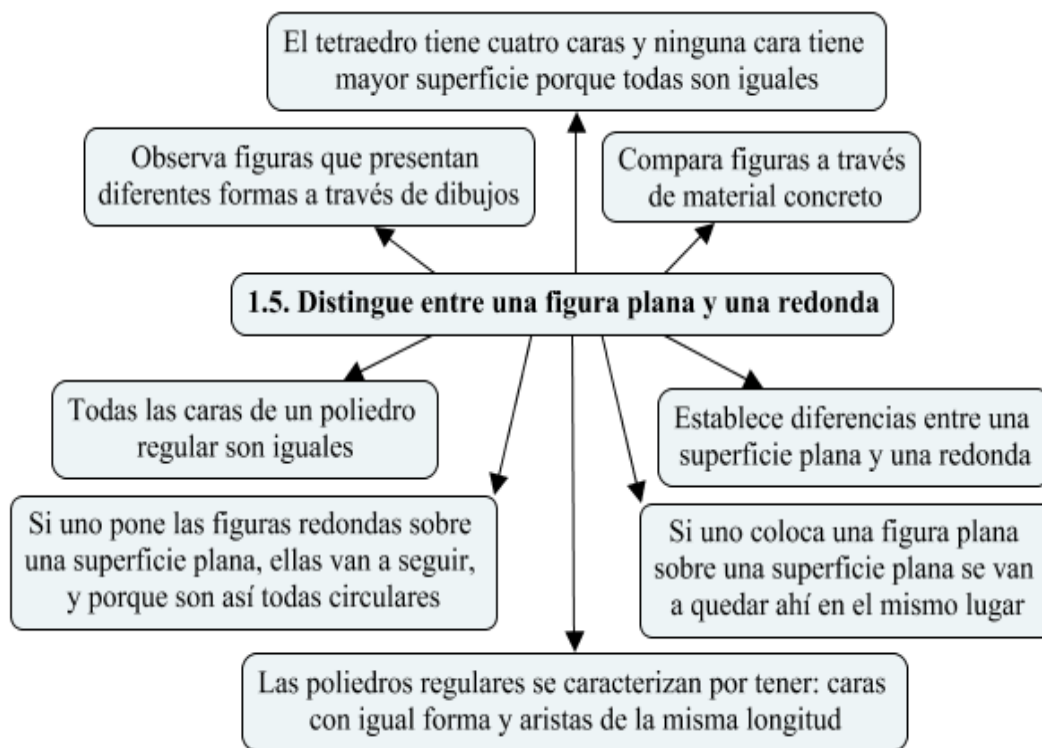 El tetraedro tiene cuatro caras y ninguna cara tiene
mayor superficie porque todas son iguales
Observa figuras que presentan
diferentes formas a través de dibujos
Compara figuras a través
de material concreto
1.5. Distingue entre una figura plana y una redonda
Todas las caras de un poliedro
regular son iguales
Establece diferencias entre una
superficie plana y una redonda
Si uno pone las figuras redondas sobre
una superficie plana, ellas van a seguir,
y porque son así todas circulares
Si uno coloca una figura plana
sobre una superficie plana se van
a quedar ahí en el mismo lugar
Las poliedros regulares se caracterizan por tener: caras
con igual forma y aristas de la misma longitud